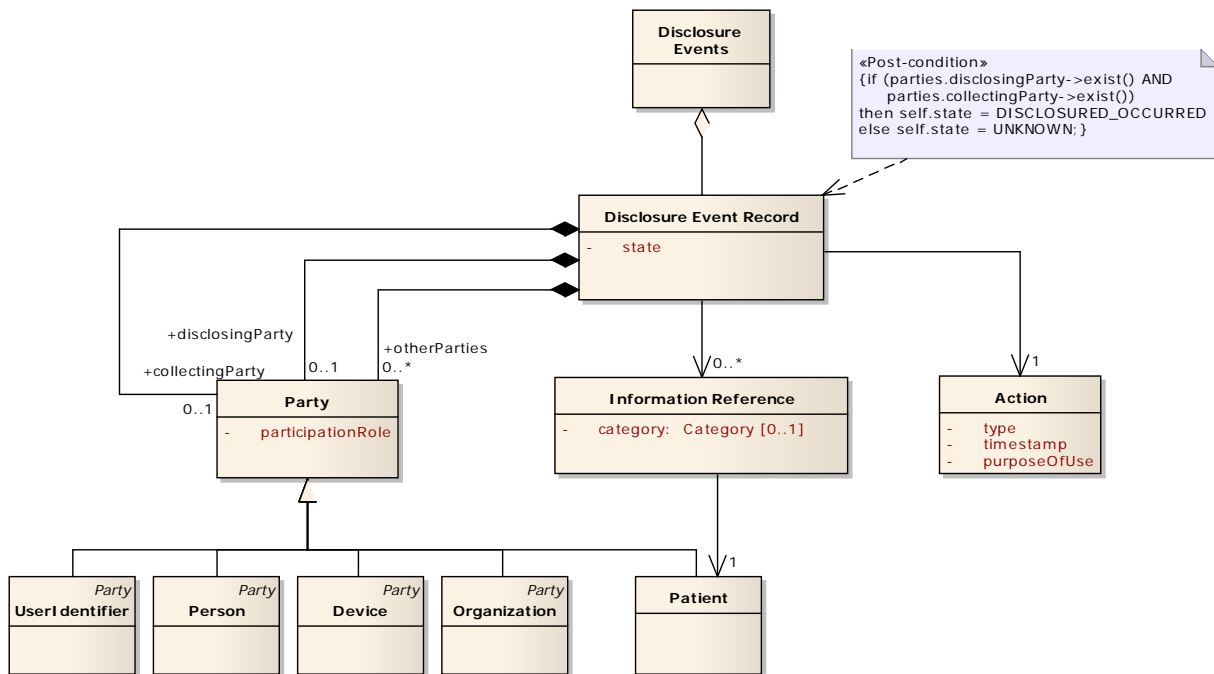 Disclosure
Events
«Post-condition»
{if (parties.disclosingParty->exist() AND
parties.collectingParty->exist())
then self.state = DISCLOSURED_OCCURRED
else self.state = UNKNOWN;}
Disclosure Event Record
- state
+disclosingParty
0..1
+otherParties
0..*
+collectingParty
0..1
0..*
1
Party
- participationRole
Information Reference
- category: Category [0..1]
Action
- type
- timestamp
- purposeOfUse
1
Party
UserIdentifier
Party
Person
Party
Device
Party
Organization
Patient